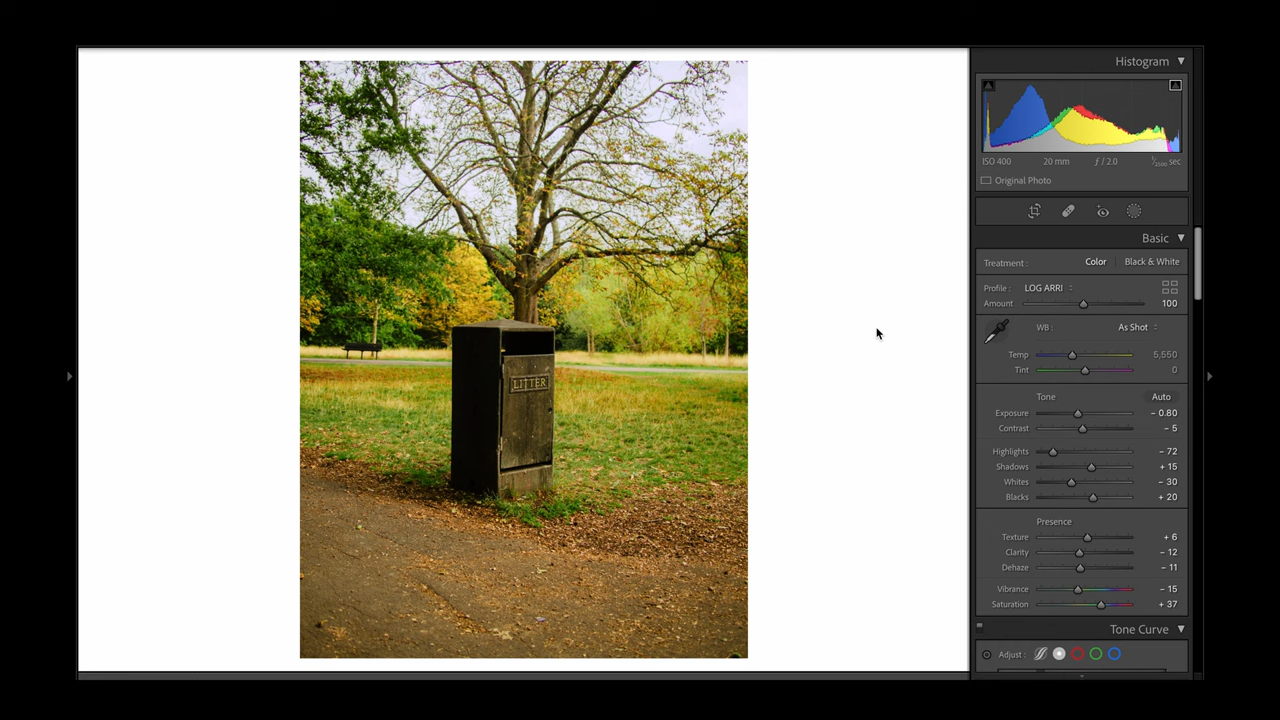 Histogram
ISO 400 20 mm ƒ / 2.0 1/2500 sec
Original Photo
Basic
Treatment : Color Black & White
Profile : LOG ARRI
Amount 100
WB : As Shot
Temp 5,550
Tint 0
Tone Auto
Exposure - 0.80
Contrast - 5
Highlights - 72
Shadows + 15
Whites - 30
Blacks + 20
Presence
Texture + 6
Clarity - 12
Dehaze - 11
Vibrance - 15
Saturation + 37
Tone Curve
Adjust :
LITTER